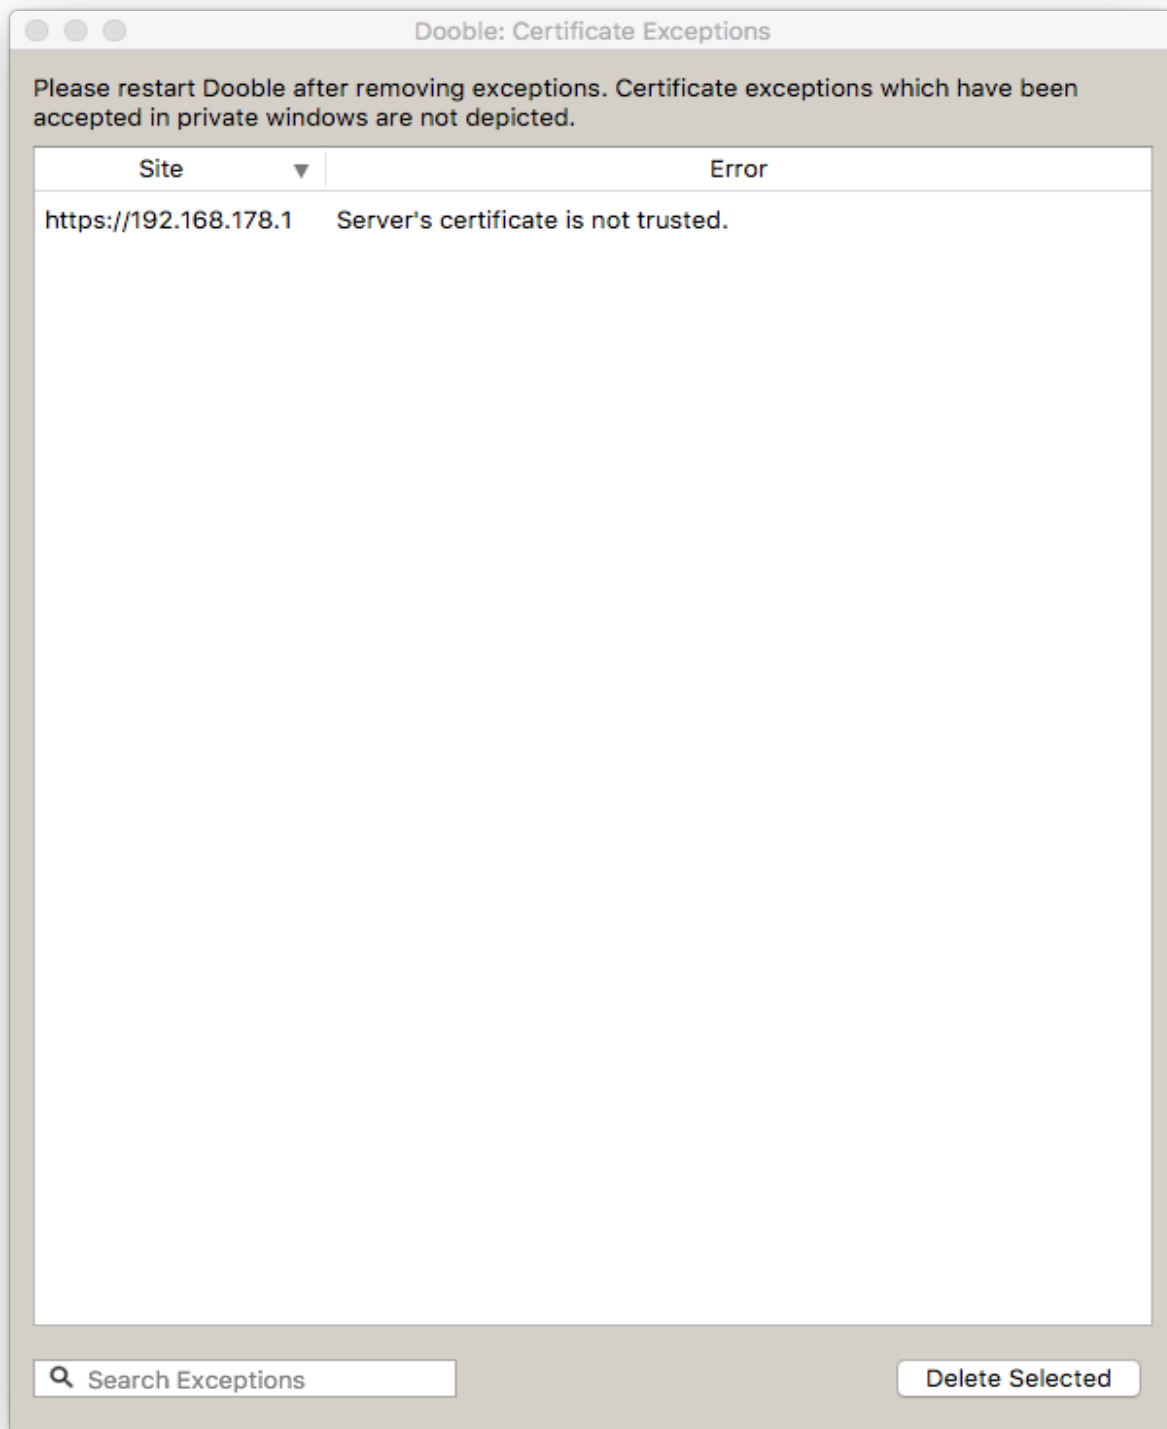 Dooble: Certificate Exceptions
Please restart Dooble after removing exceptions. Certificate exceptions which have been
accepted in private windows are not depicted.
Site Error
https://192.168.178.1 Server's certificate is not trusted.
Search Exceptions Delete Selected